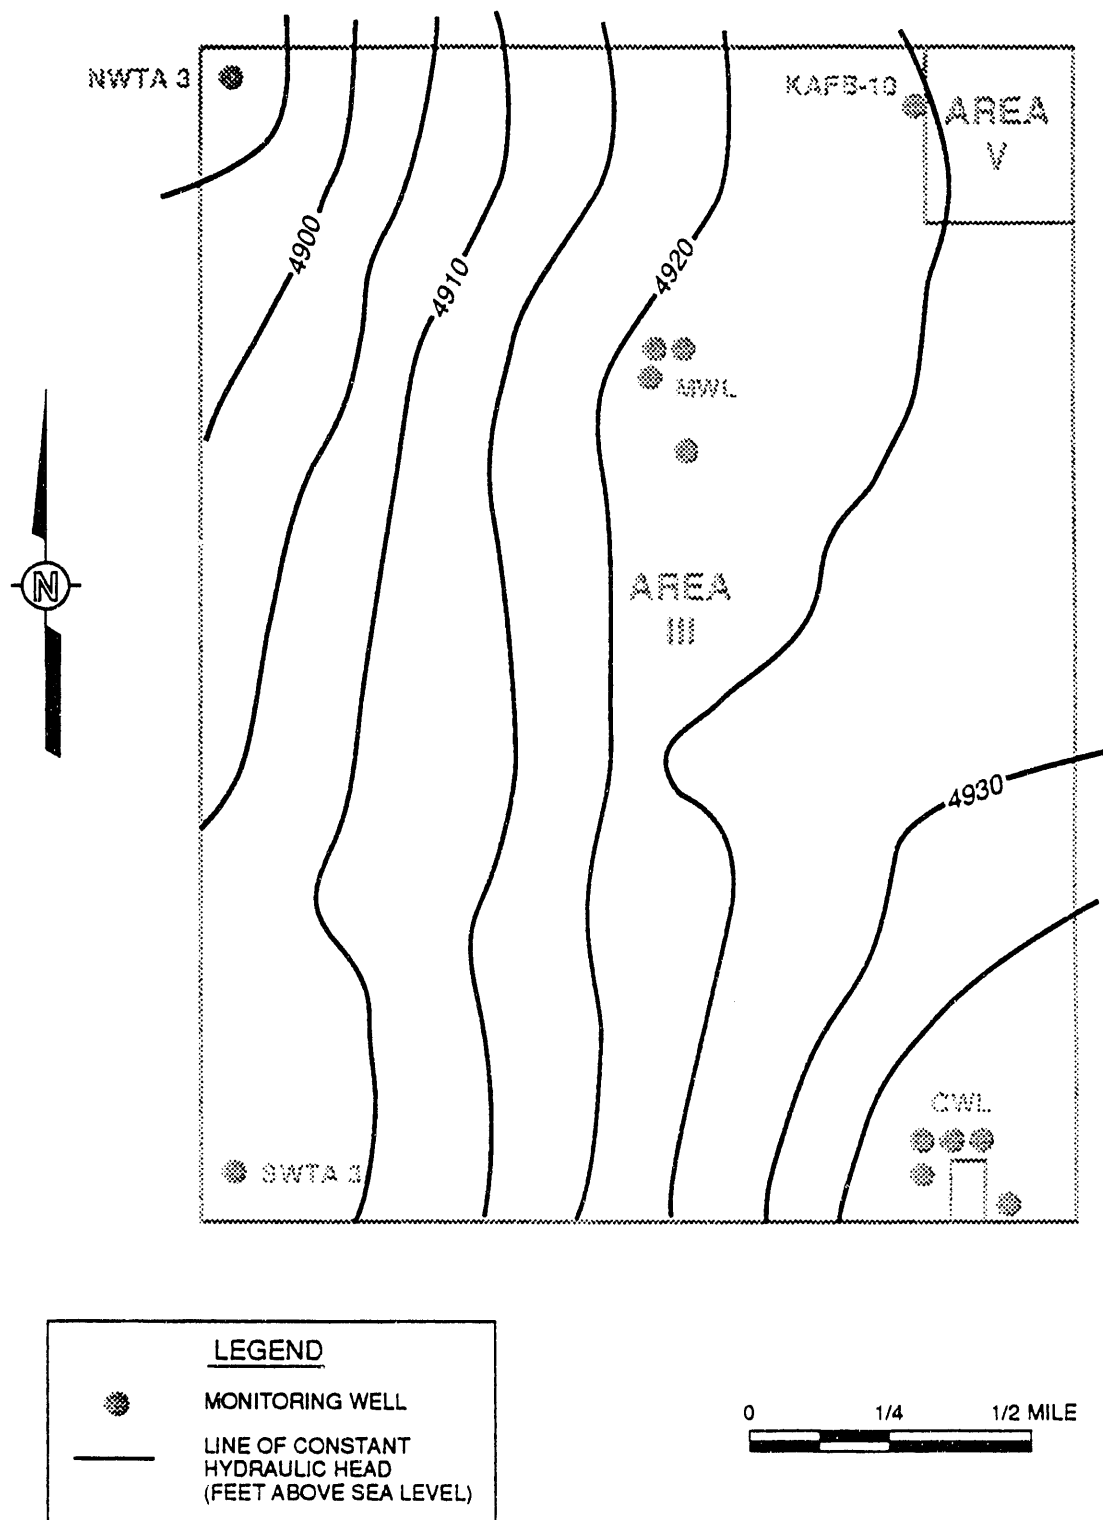 NWTA 3
KAFB-10
AREA
V
4900
4910
4920
MWL
N
AREA
III
4930
CWL
SWTA 3
LEGEND
MONITORING WELL
LINE OF CONSTANT
HYDRAULIC HEAD
(FEET ABOVE SEA LEVEL)
0 1/4 1/2 MILE